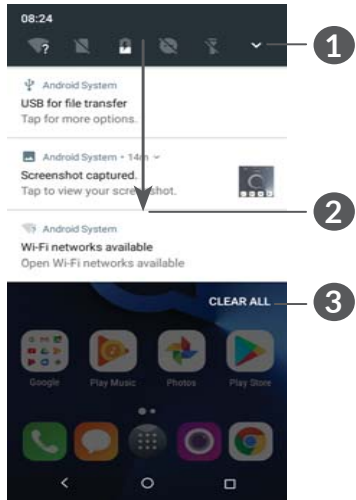 08:24
?
1
Android System
USB for file transfer
Tap for more options.
Android System • 14m
Screenshot captured.
Tap to view your screenshot.
2
Android System
Wi-Fi networks available
Open Wi-Fi networks available
CLEAR ALL
3
Google
Play Music
Photos
Play Store